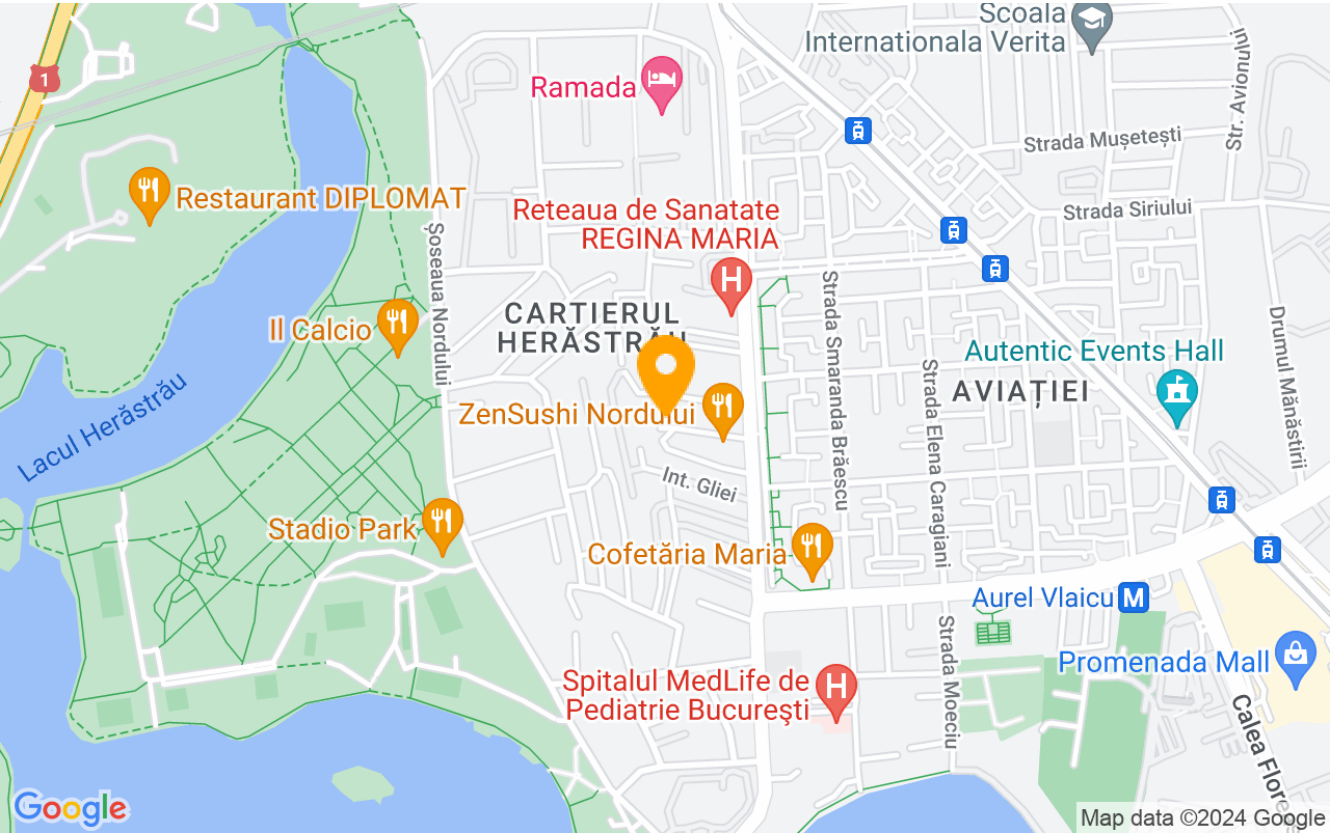 Scoala
Internationala Verita
1
Ramada
Str. Avionului
Strada Mușetești
Restaurant DIPLOMAT
Reteaua de Sanatate
REGINA MARIA
H
Strada Siriului
Șoseaua Nordului
Strada Smaranda Brăescu
CARTIERUL
HERĂSTRĂU
Il Calcio
Drumul Mănăstirii
Autentic Events Hall
Strada Elena Caragiani
AVIAȚIEI
Lacul Herăstrău
ZenSushi Nordului
Int. Gliei
Stadio Park
Cofetăria Maria
Aurel Vlaicu M
Strada Moeciu
Promenada Mall
Spitalul MedLife de
Pediatrie Bucureşti
H
Calea Flore
Google
Map data ©2024 Google